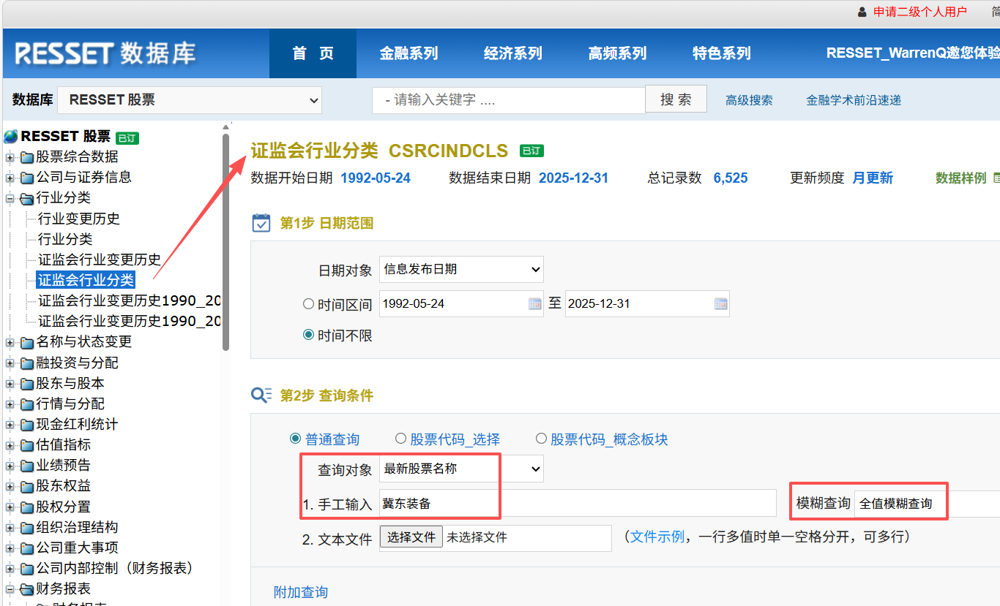 申请二级个人用户 简
RESSET 数据库 首 页 金融系列 经济系列 高频系列 特色系列 RESSET_WarrenQ邀您体验
数据库 RESSET 股票 - 请输入关键字 .... 搜 索 高级搜索 金融学术前沿速递
RESSET 股票 已订
股票综合数据
公司与证券信息
行业分类
行业变更历史
行业分类
证监会行业变更历史
证监会行业分类
证监会行业变更历史1990_20
证监会行业变更历史1990_20
名称与状态变更
融投资与分配
股东与股本
行情与分配
现金红利统计
估值指标
业绩预告
股东权益
股权分置
组织治理结构
公司重大事项
公司内部控制（财务报表）
财务报表
证监会行业分类 CSRCINDCLS 已订
数据开始日期 1992-05-24 数据结束日期 2025-12-31 总记录数 6,525 更新频度 月更新 数据样例
第1步 日期范围
日期对象 信息发布日期
时间区间 1992-05-24 至 2025-12-31
时间不限
第2步 查询条件
普通查询 股票代码_选择 股票代码_概念板块
查询对象 最新股票名称
1. 手工输入 冀东装备 模糊查询 全值模糊查询
2. 文本文件 选择文件 未选择文件 （文件示例，一行多值时单一空格分开，可多行）
附加查询